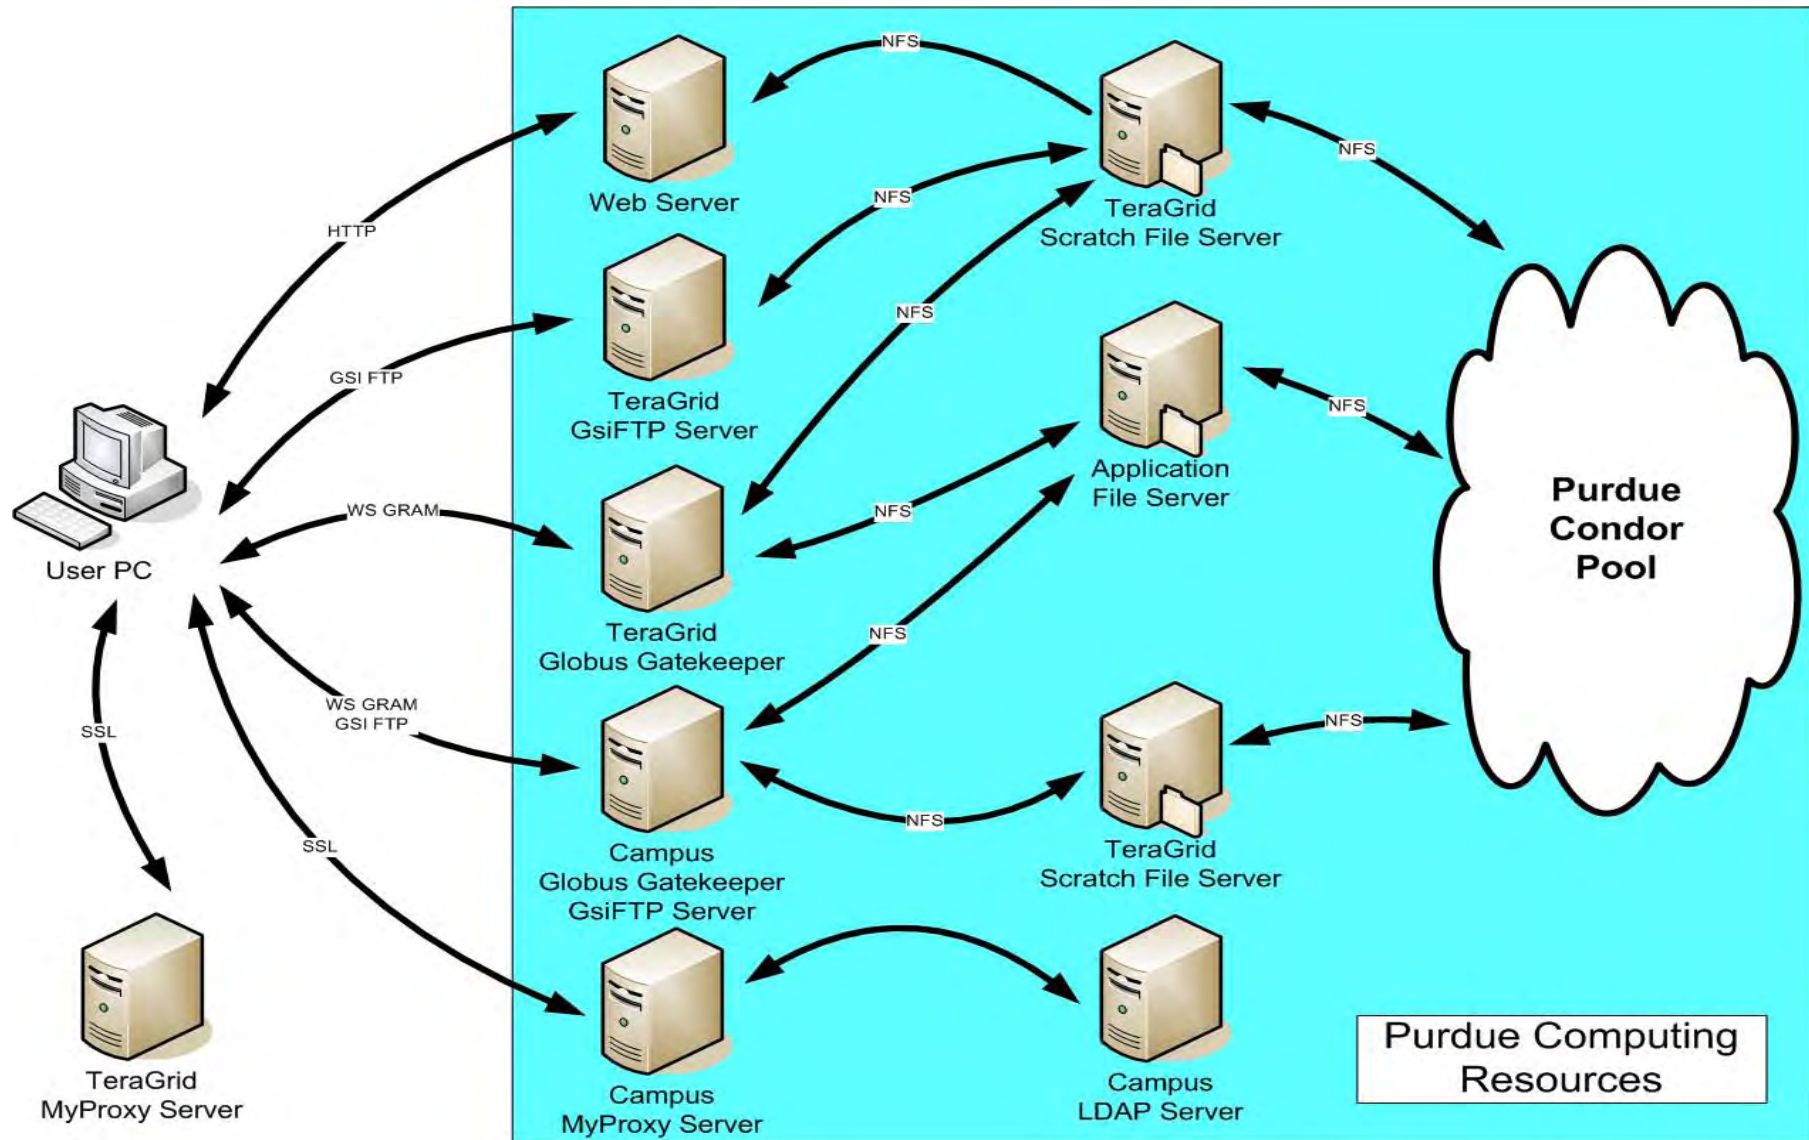 NFS
Web Server
TeraGrid
Scratch File Server
NFS
NFS
HTTP
NFS
GSI FTP
TeraGrid
GsiFTP Server
NFS
Application
File Server
User PC
WS GRAM
NFS
Purdue
Condor
Pool
TeraGrid
Globus Gatekeeper
NFS
WS GRAM
GSI FTP
SSL
NFS
NFS
SSL
Campus
Globus Gatekeeper
GsiFTP Server
TeraGrid
Scratch File Server
TeraGrid
MyProxy Server
Campus
MyProxy Server
Campus
LDAP Server
Purdue Computing
Resources